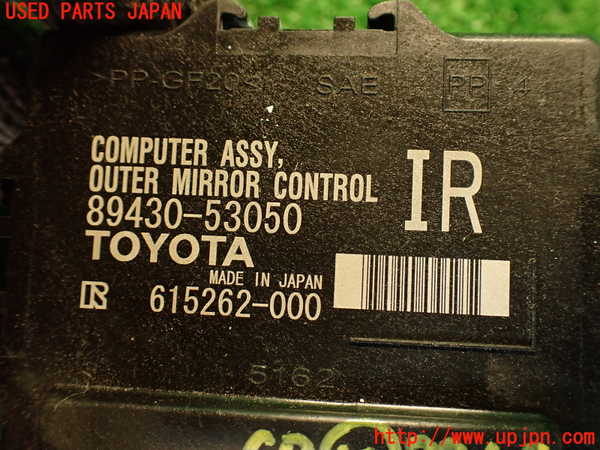 USED PARTS JAPAN
>PP-GF20< SAE PP 4
COMPUTER ASSY,
OUTER MIRROR CONTROL
IR
89430-53050
TOYOTA
MADE IN JAPAN
R 615262-000
5162
http://www.upjpn.com